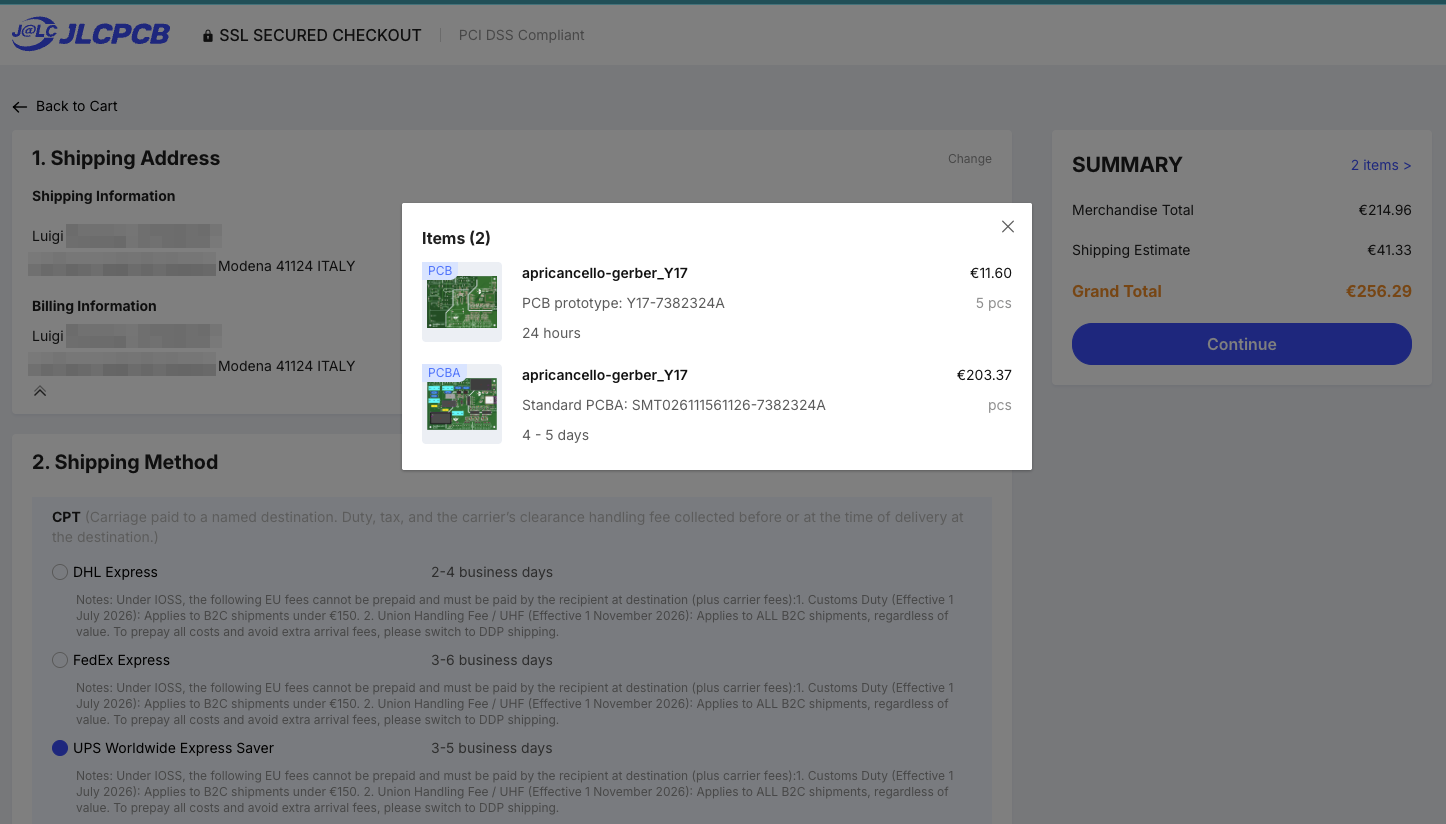 J@LC JLCPCB
SSL SECURED CHECKOUT
PCI DSS Compliant
Back to Cart
1. Shipping Address
Change
Shipping Information
Luigi
Modena 41124 ITALY
Billing Information
Luigi
Modena 41124 ITALY
2. Shipping Method
CPT (Carriage paid to a named destination. Duty, tax, and the carrier's clearance handling fee collected before or at the time of delivery at
the destination.)
DHL Express 2-4 business days
Notes: Under IOSS, the following EU fees cannot be prepaid and must be paid by the recipient at destination (plus carrier fees):1. Customs Duty (Effective 1
July 2026): Applies to B2C shipments under €150. 2. Union Handling Fee / UHF (Effective 1 November 2026): Applies to ALL B2C shipments, regardless of
value. To prepay all costs and avoid extra arrival fees, please switch to DDP shipping.
FedEx Express 3-6 business days
Notes: Under IOSS, the following EU fees cannot be prepaid and must be paid by the recipient at destination (plus carrier fees):1. Customs Duty (Effective 1
July 2026): Applies to B2C shipments under €150. 2. Union Handling Fee / UHF (Effective 1 November 2026): Applies to ALL B2C shipments, regardless of
value. To prepay all costs and avoid extra arrival fees, please switch to DDP shipping.
UPS Worldwide Express Saver 3-5 business days
Notes: Under IOSS, the following EU fees cannot be prepaid and must be paid by the recipient at destination (plus carrier fees):1. Customs Duty (Effective 1
July 2026): Applies to B2C shipments under €150. 2. Union Handling Fee / UHF (Effective 1 November 2026): Applies to ALL B2C shipments, regardless of
value. To prepay all costs and avoid extra arrival fees, please switch to DDP shipping.
Items (2)
PCB
apricancello-gerber_Y17 €11.60
PCB prototype: Y17-7382324A 5 pcs
24 hours
PCBA
apricancello-gerber_Y17 €203.37
Standard PCBA: SMT026111561126-7382324A pcs
4 - 5 days
SUMMARY 2 items >
Merchandise Total €214.96
Shipping Estimate €41.33
Grand Total €256.29
Continue